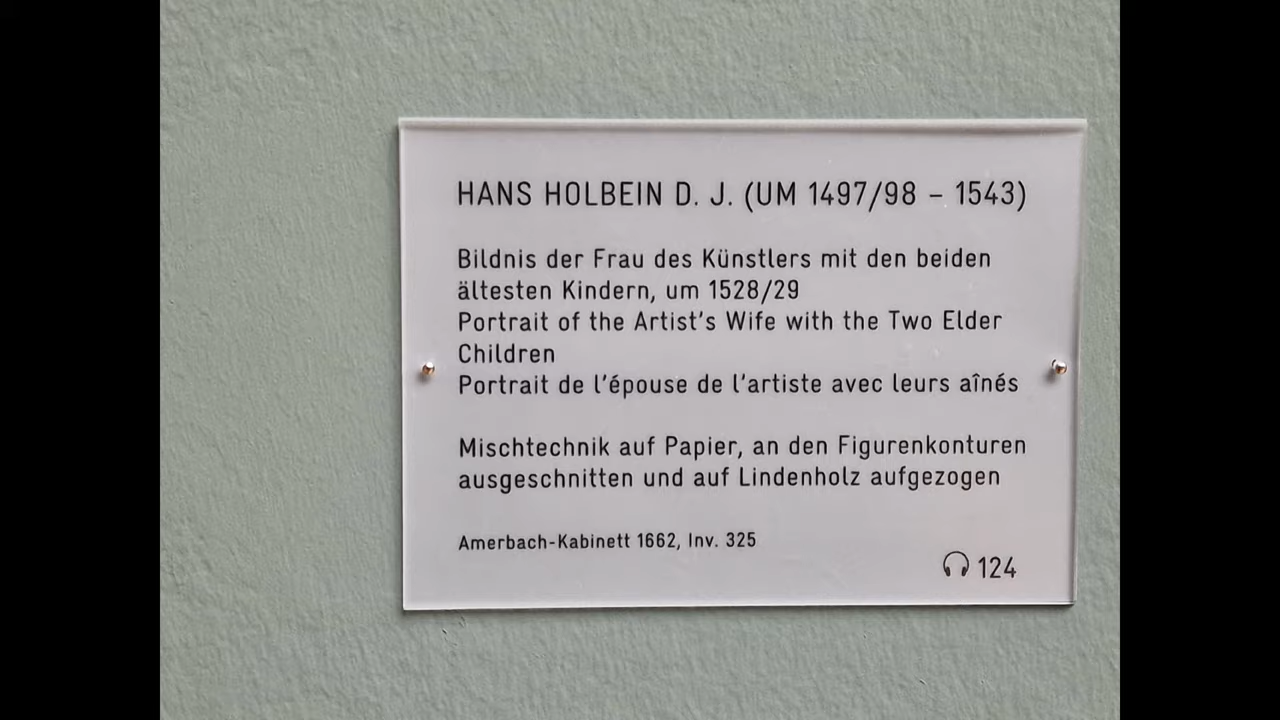 HANS HOLBEIN D. J. (UM 1497/98 – 1543)
Bildnis der Frau des Künstlers mit den beiden
ältesten Kindern, um 1528/29
Portrait of the Artist's Wife with the Two Elder
Children
Portrait de l'épouse de l'artiste avec leurs aînés
Mischtechnik auf Papier, an den Figurenkonturen
ausgeschnitten und auf Lindenholz aufgezogen
Amerbach-Kabinett 1662, Inv. 325
124